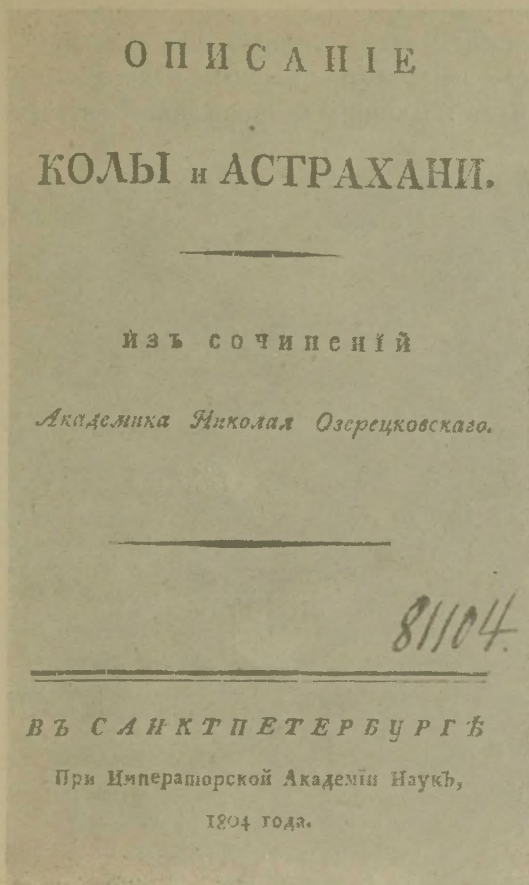 ОПИСАНІЕ
КОЛЫ и АСТРАХАНИ.
изъ сочиненій
Академика Николая Озерецковскаго.
81104.
ВЪ САНКТПЕТЕРБУРГѢ
При Императорской Академіи Наукъ,
1804 года.